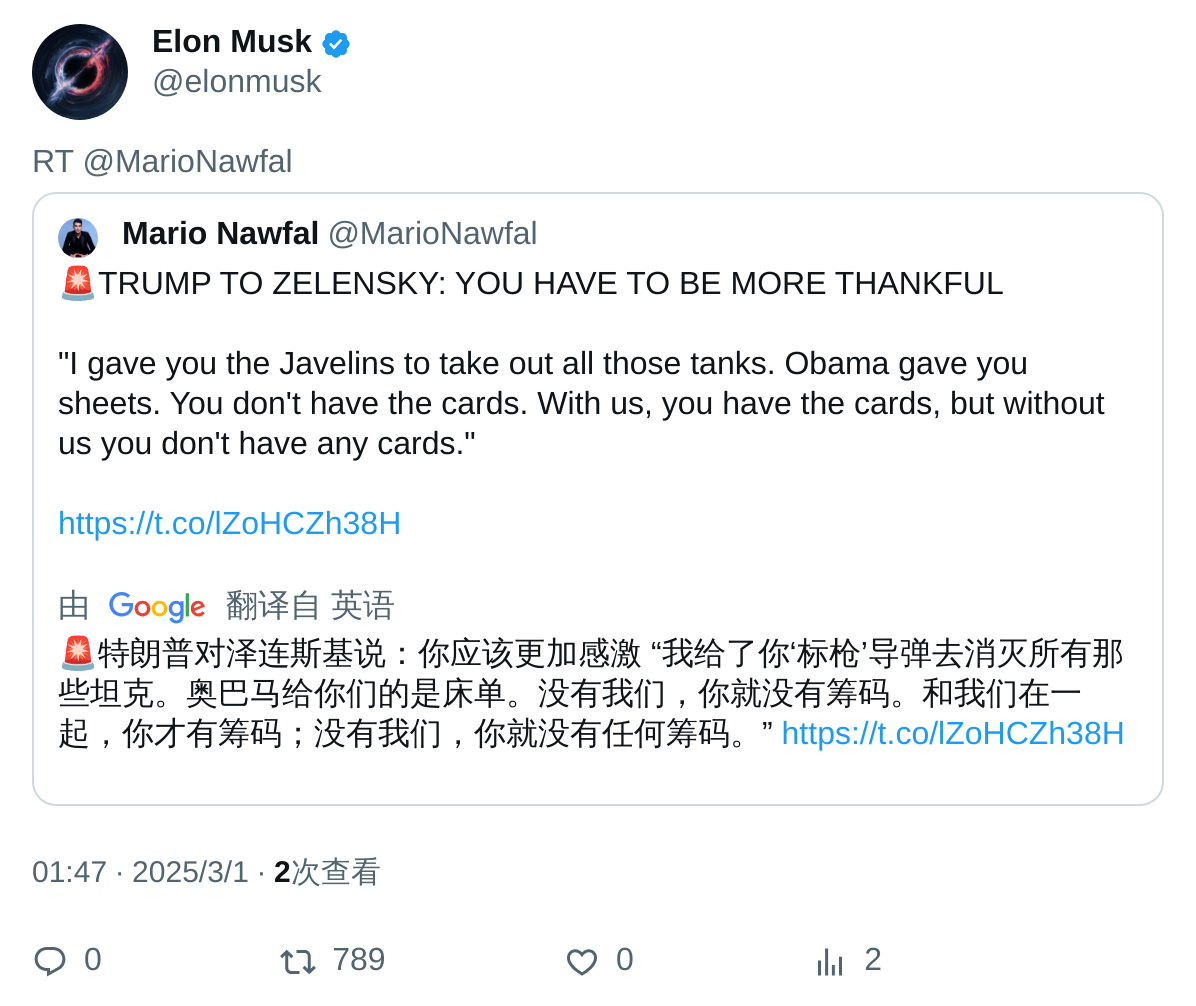 Elon Musk
@elonmusk
RT @MarioNawfal
Mario Nawfal @MarioNawfal
🚨TRUMP TO ZELENSKY: YOU HAVE TO BE MORE THANKFUL
"I gave you the Javelins to take out all those tanks. Obama gave you
sheets. You don't have the cards. With us, you have the cards, but without
us you don't have any cards."
https://t.co/lZoHCZh38H
由 Google 翻译自 英语
🚨特朗普对泽连斯基说：你应该更加感激 “我给了你‘标枪’导弹去消灭所有那
些坦克。奥巴马给你们的是床单。没有我们，你就没有筹码。和我们在一
起，你才有筹码；没有我们，你就没有任何筹码。” https://t.co/lZoHCZh38H
01:47 · 2025/3/1 · 2次查看
0 789 0 2